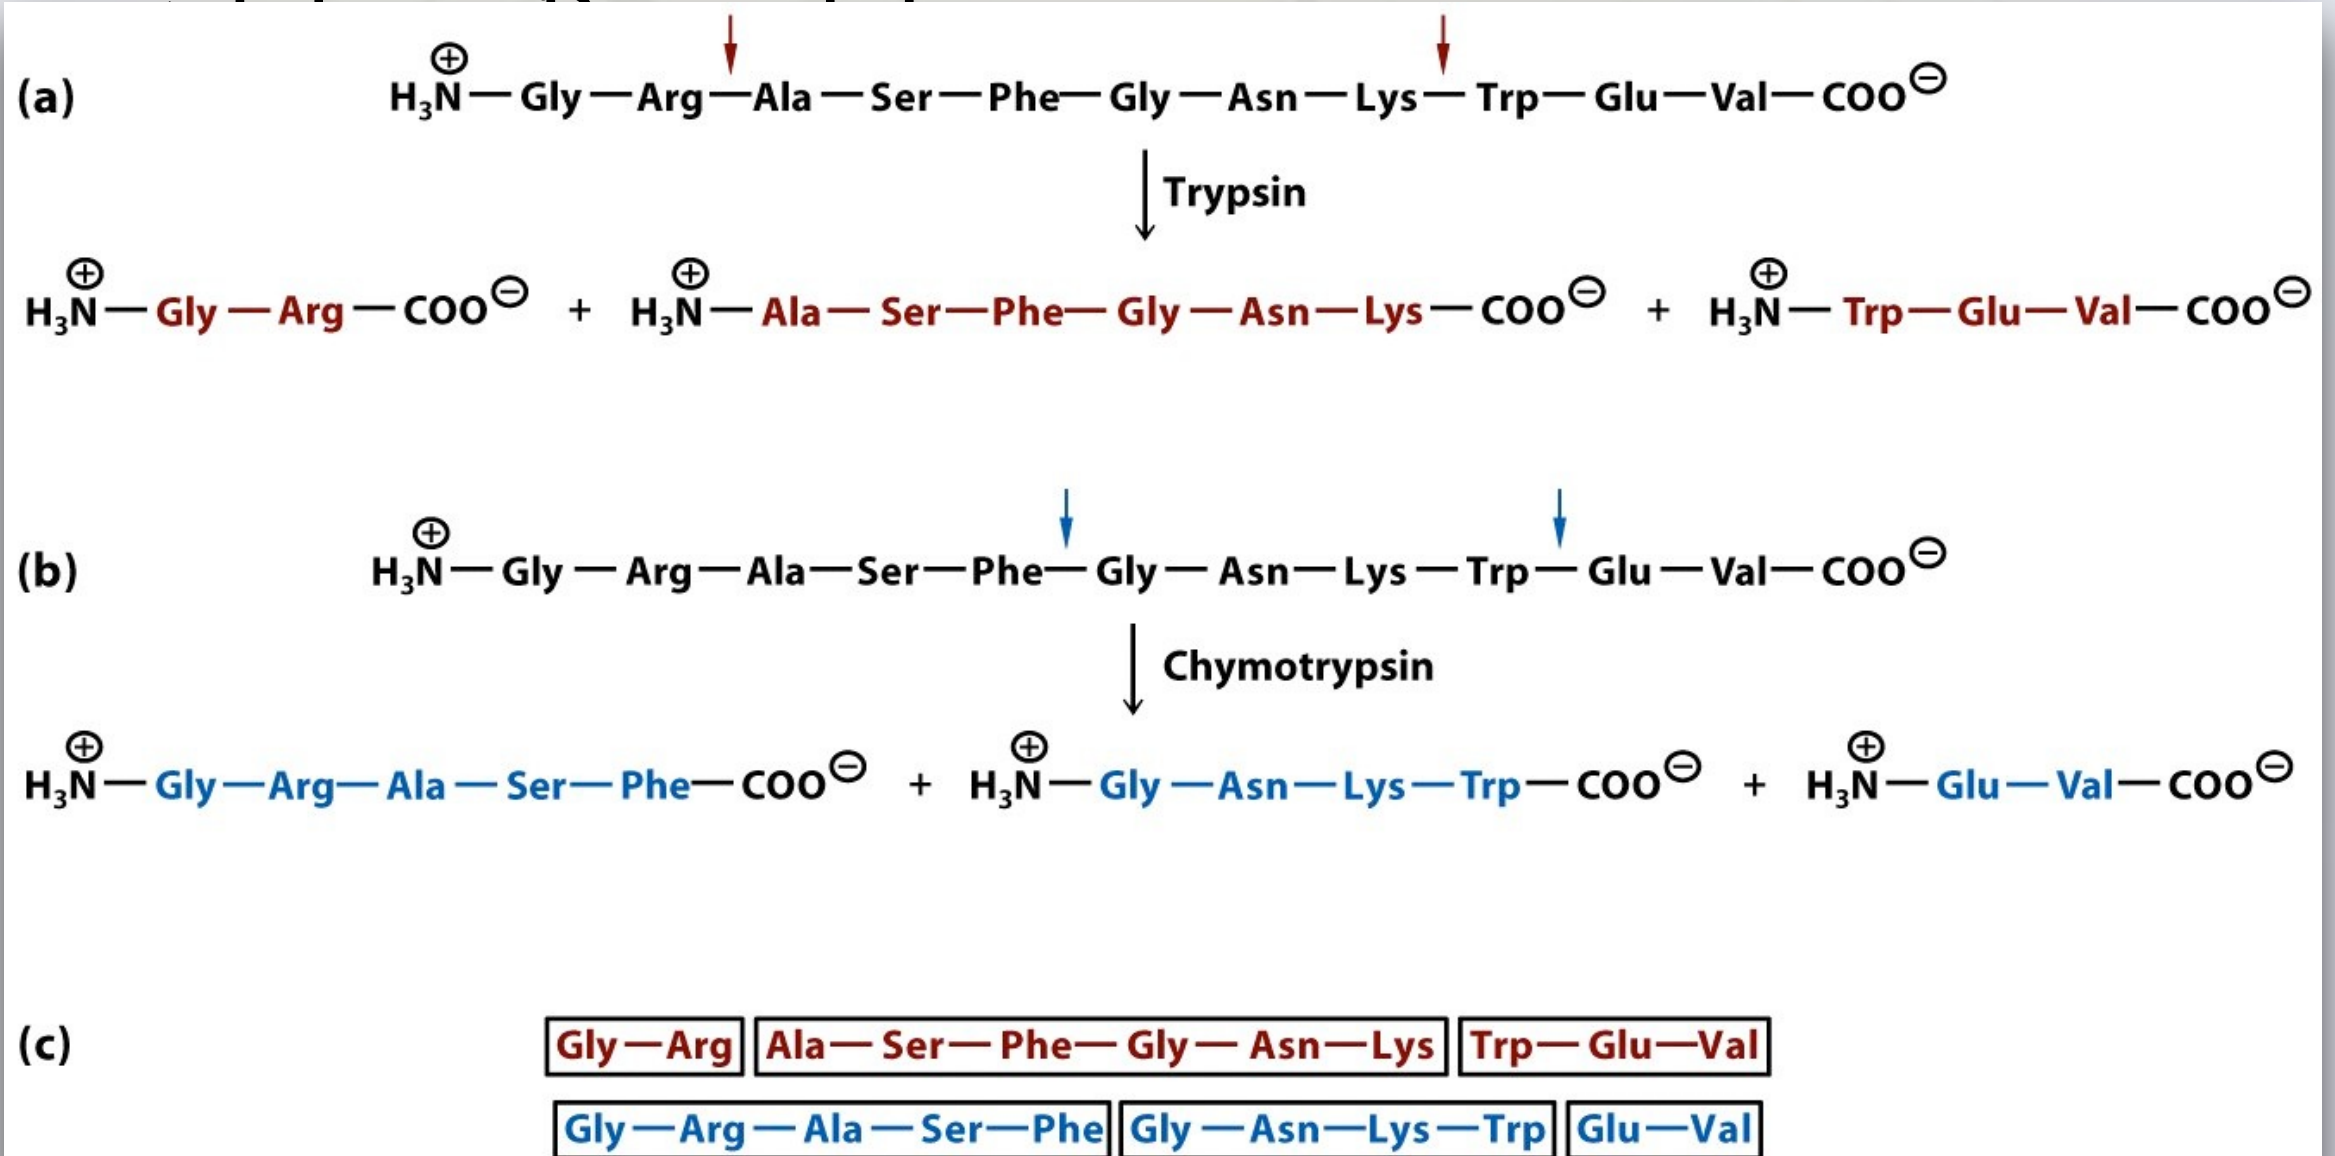 (a) H₃N⊕—Gly—Arg—Ala—Ser—Phe—Gly—Asn—Lys—Trp—Glu—Val—COO⊖
Trypsin
H₃N⊕—Gly—Arg—COO⊖ + H₃N⊕—Ala—Ser—Phe—Gly—Asn—Lys—COO⊖ + H₃N⊕—Trp—Glu—Val—COO⊖
(b) H₃N⊕—Gly—Arg—Ala—Ser—Phe—Gly—Asn—Lys—Trp—Glu—Val—COO⊖
Chymotrypsin
H₃N⊕—Gly—Arg—Ala—Ser—Phe—COO⊖ + H₃N⊕—Gly—Asn—Lys—Trp—COO⊖ + H₃N⊕—Glu—Val—COO⊖
(c) Gly—Arg Ala—Ser—Phe—Gly—Asn—Lys Trp—Glu—Val
Gly—Arg—Ala—Ser—Phe Gly—Asn—Lys—Trp Glu—Val